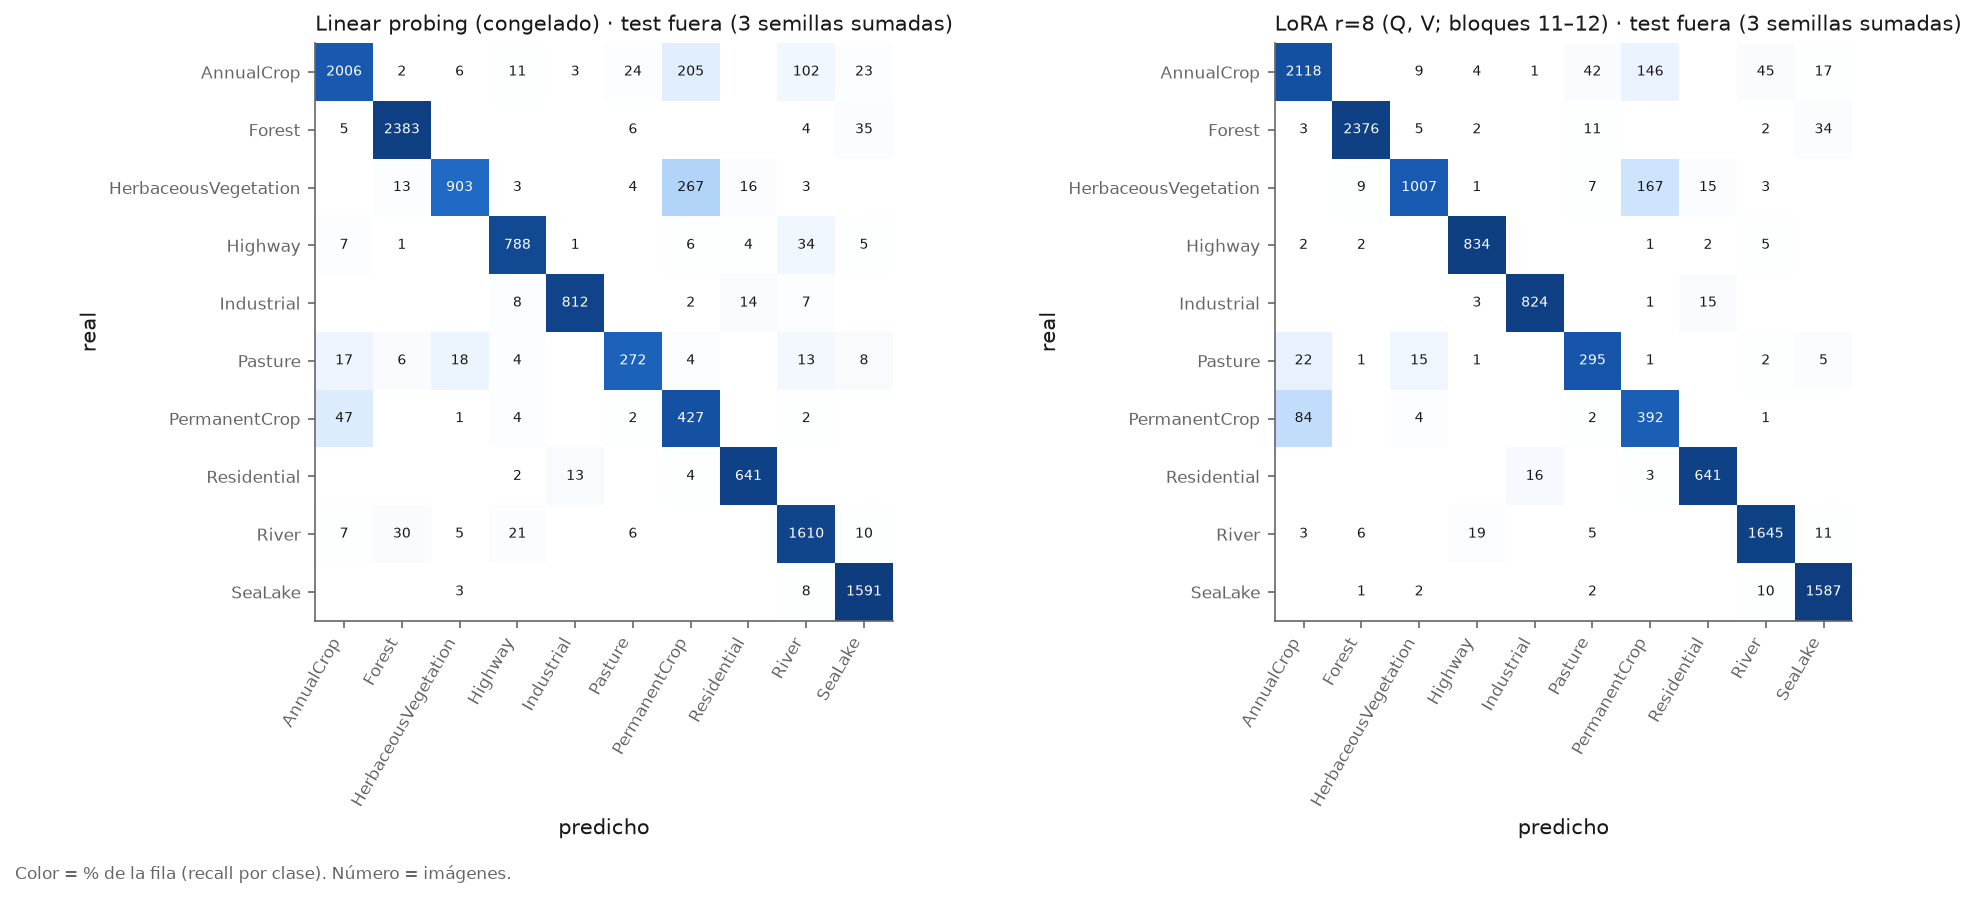 Linear probing (congelado) · test fuera (3 semillas sumadas)
AnnualCrop 2006 2 6 11 3 24 205 102 23
Forest 5 2383 6 4 35
HerbaceousVegetation 13 903 3 4 267 16 3
Highway 7 1 788 1 6 4 34 5
Industrial 8 812 2 14 7
Pasture 17 6 18 4 272 4 13 8
PermanentCrop 47 1 4 2 427 2
Residential 2 13 4 641
River 7 30 5 21 6 1610 10
SeaLake 3 8 1591
real
AnnualCrop
Forest
HerbaceousVegetation
Highway
Industrial
Pasture
PermanentCrop
Residential
River
SeaLake
predicho
LoRA r=8 (Q, V; bloques 11–12) · test fuera (3 semillas sumadas)
AnnualCrop 2118 9 4 1 42 146 45 17
Forest 3 2376 5 2 11 2 34
HerbaceousVegetation 9 1007 1 7 167 15 3
Highway 2 2 834 1 2 5
Industrial 3 824 1 15
Pasture 22 1 15 1 295 1 2 5
PermanentCrop 84 4 2 392 1
Residential 16 3 641
River 3 6 19 5 1645 11
SeaLake 1 2 2 10 1587
real
AnnualCrop
Forest
HerbaceousVegetation
Highway
Industrial
Pasture
PermanentCrop
Residential
River
SeaLake
predicho
Color = % de la fila (recall por clase). Número = imágenes.